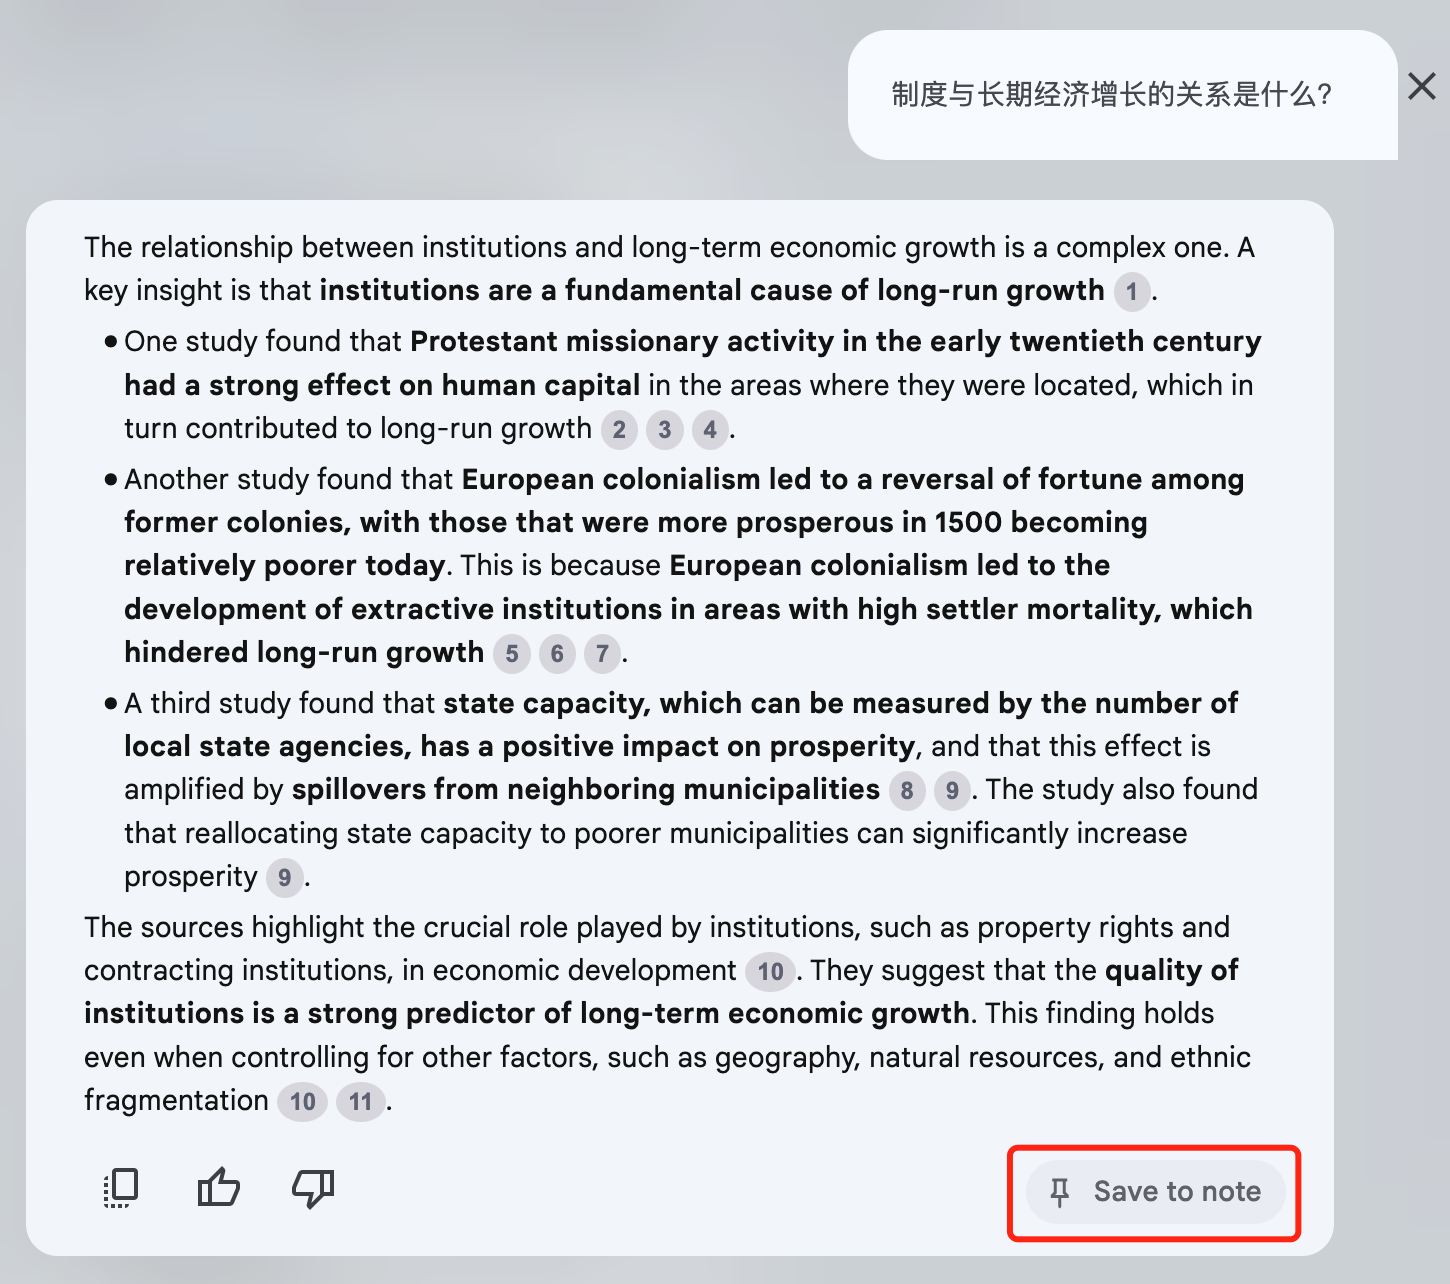 制度与长期经济增长的关系是什么?
The relationship between institutions and long-term economic growth is a complex one. A
key insight is that institutions are a fundamental cause of long-run growth 1.
• One study found that Protestant missionary activity in the early twentieth century
had a strong effect on human capital in the areas where they were located, which in
turn contributed to long-run growth 2 3 4.
• Another study found that European colonialism led to a reversal of fortune among
former colonies, with those that were more prosperous in 1500 becoming
relatively poorer today. This is because European colonialism led to the
development of extractive institutions in areas with high settler mortality, which
hindered long-run growth 5 6 7.
• A third study found that state capacity, which can be measured by the number of
local state agencies, has a positive impact on prosperity, and that this effect is
amplified by spillovers from neighboring municipalities 8 9. The study also found
that reallocating state capacity to poorer municipalities can significantly increase
prosperity 9.
The sources highlight the crucial role played by institutions, such as property rights and
contracting institutions, in economic development 10. They suggest that the quality of
institutions is a strong predictor of long-term economic growth. This finding holds
even when controlling for other factors, such as geography, natural resources, and ethnic
fragmentation 10 11.
Save to note